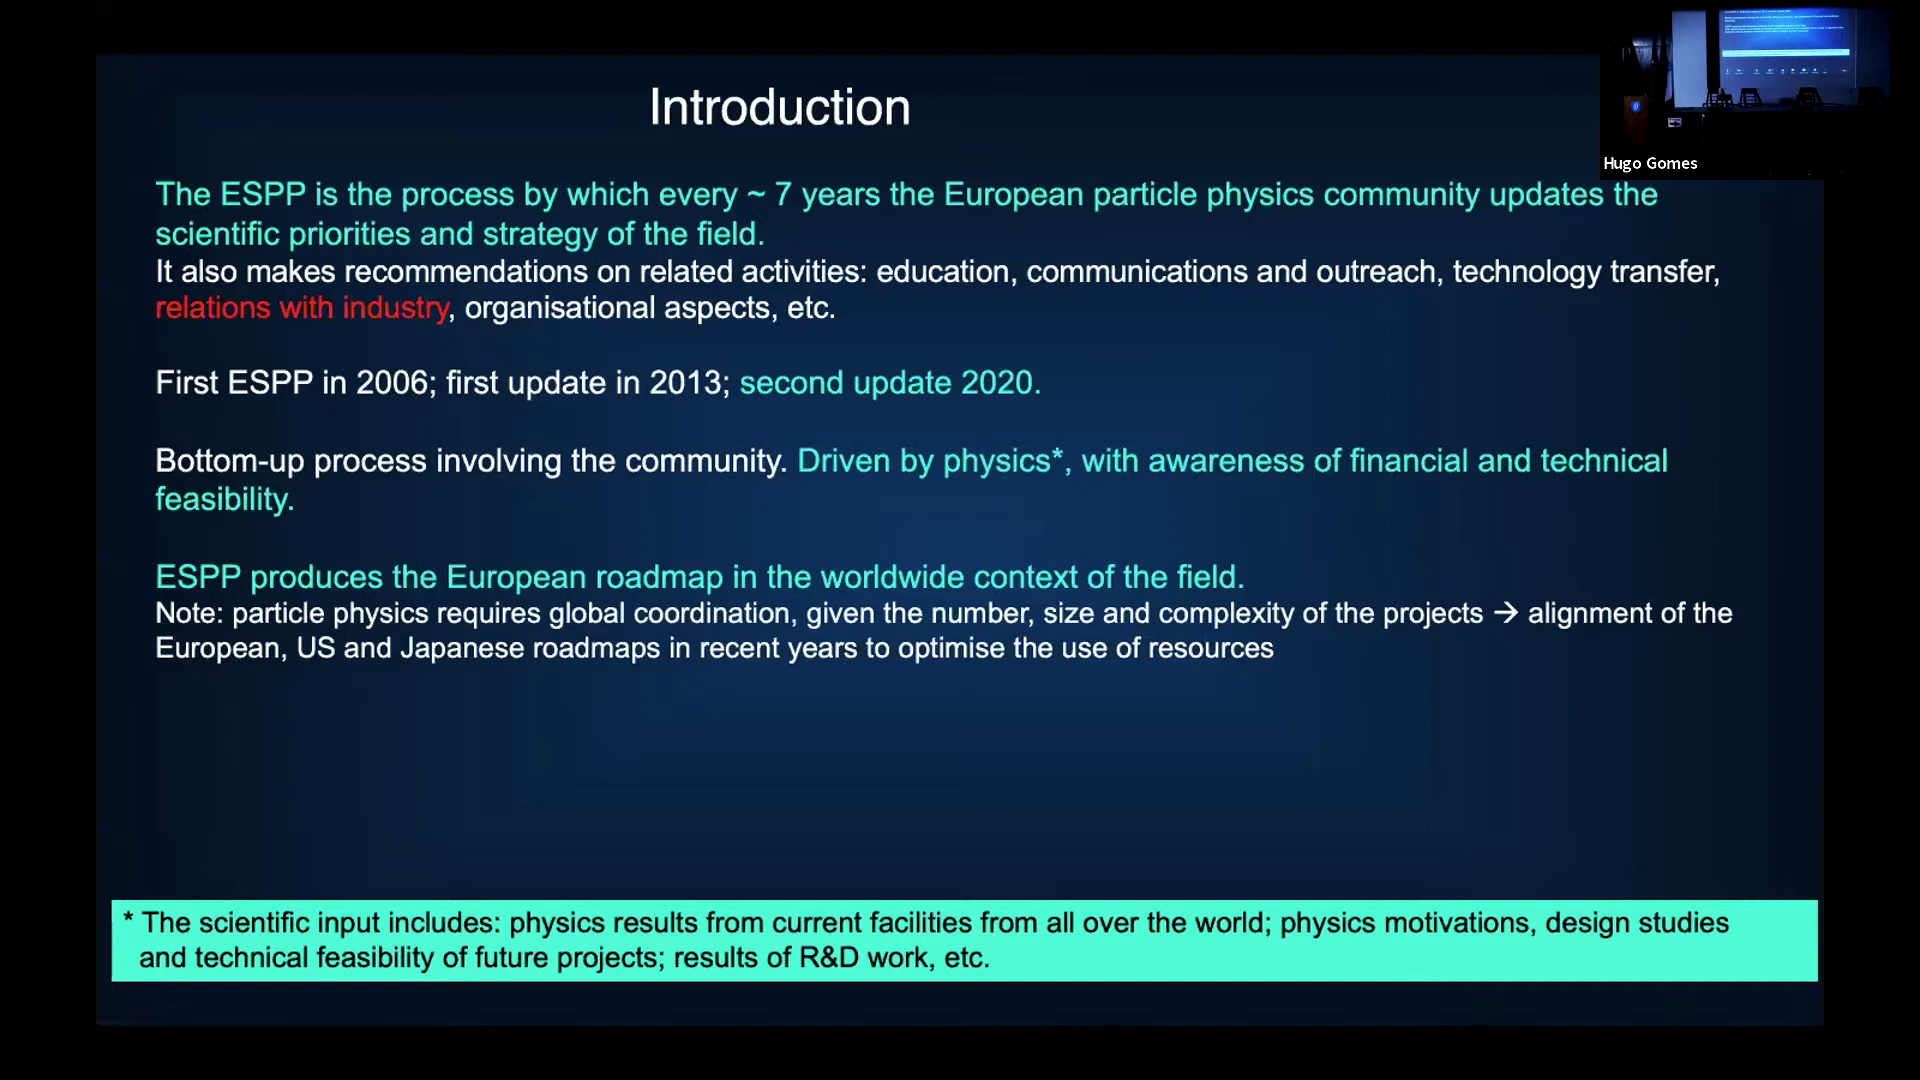 Introduction
Hugo Gomes
The ESPP is the process by which every ~ 7 years the European particle physics community updates the
scientific priorities and strategy of the field.
It also makes recommendations on related activities: education, communications and outreach, technology transfer,
relations with industry, organisational aspects, etc.
First ESPP in 2006; first update in 2013; second update 2020.
Bottom-up process involving the community. Driven by physics*, with awareness of financial and technical
feasibility.
ESPP produces the European roadmap in the worldwide context of the field.
Note: particle physics requires global coordination, given the number, size and complexity of the projects → alignment of the
European, US and Japanese roadmaps in recent years to optimise the use of resources
* The scientific input includes: physics results from current facilities from all over the world; physics motivations, design studies
and technical feasibility of future projects; results of R&D work, etc.